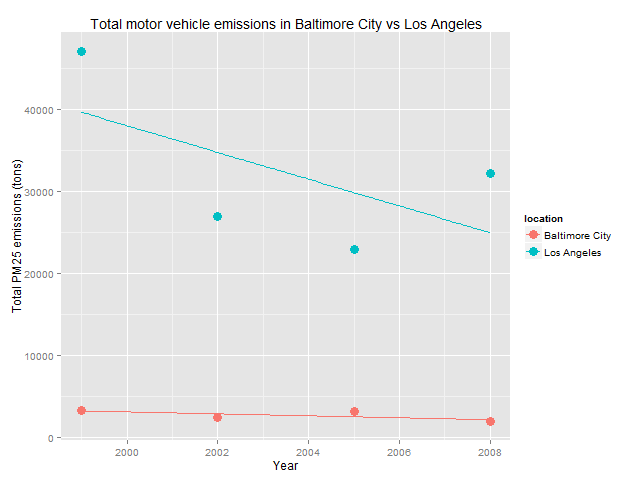 Total motor vehicle emissions in Baltimore City vs Los Angeles
Total PM25 emissions (tons)
40000
30000
20000
10000
0
2000
2002
2004
2006
2008
Year
location
Baltimore City
Los Angeles